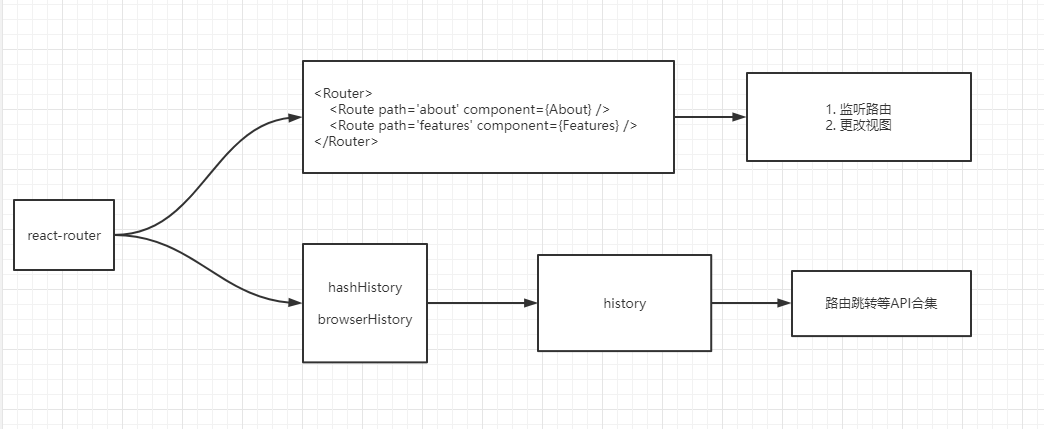 <Router>
<Route path='about' component={About} />
<Route path='features' component={Features} />
</Router>
1. 监听路由
2. 更改视图
react-router
hashHistory
browserHistory
history
路由跳转等API合集